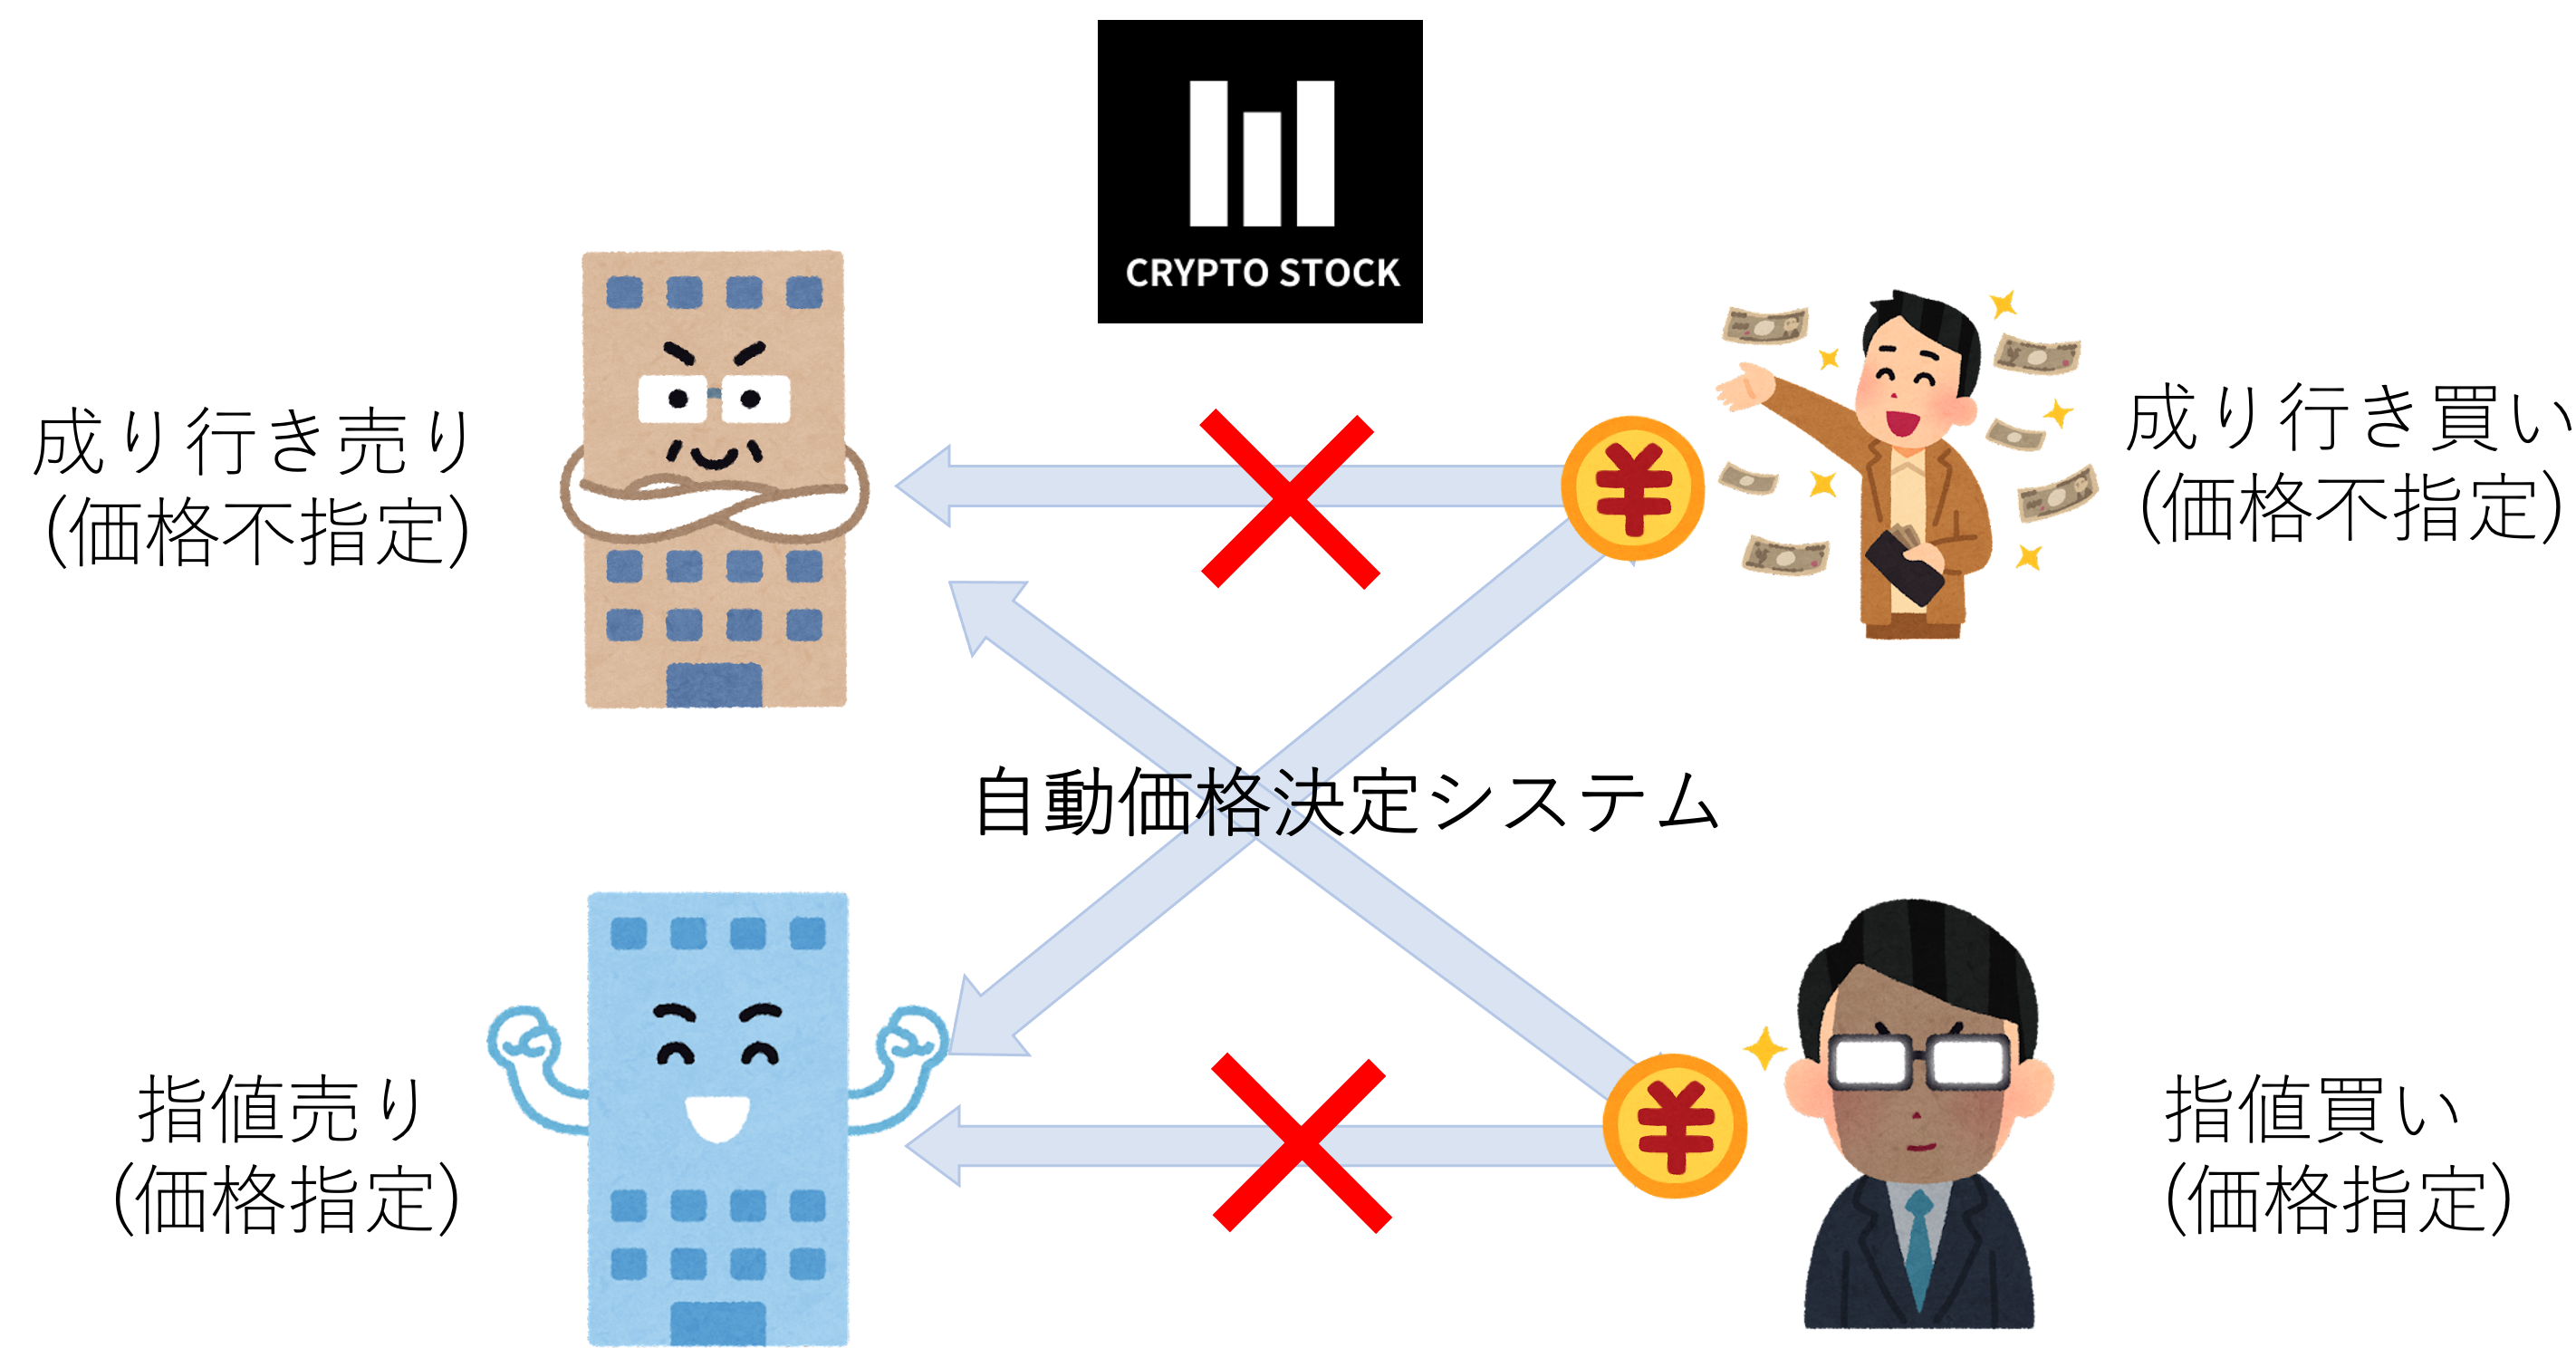 CRYPTO STOCK
成り行き売り
(価格不指定)
成り行き買い
(価格不指定)
¥
自動価格決定システム
指値売り
(価格指定)
¥
指値買い
(価格指定)